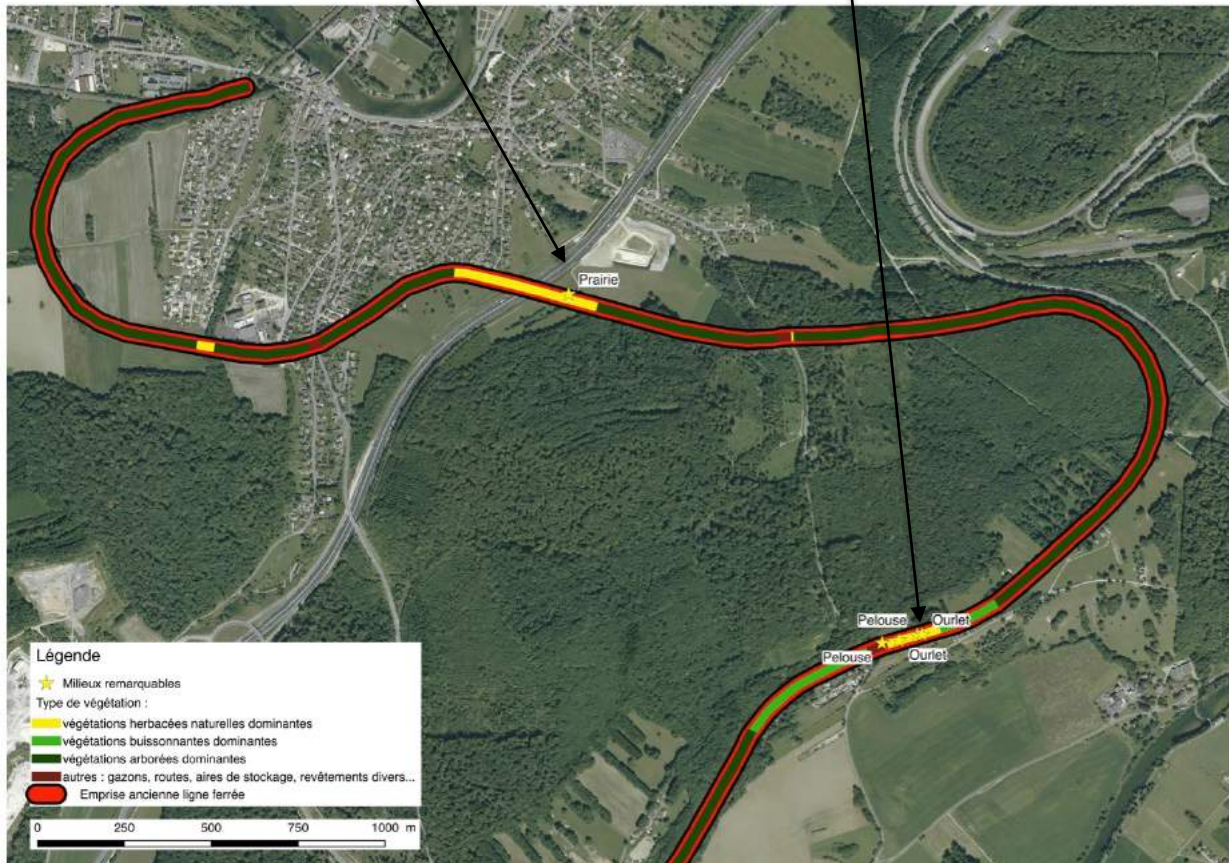 Prairie
Pelouse
Ourlet
Pelouse
Ourlet
Légende
Milieux remarquables
Type de végétation :
végétations herbacées naturelles dominantes
végétations buissonnantes dominantes
végétations arborées dominantes
autres : gazons, routes, aires de stockage, revêtements divers...
Emprise ancienne ligne ferrée
0 250 500 750 1000 m